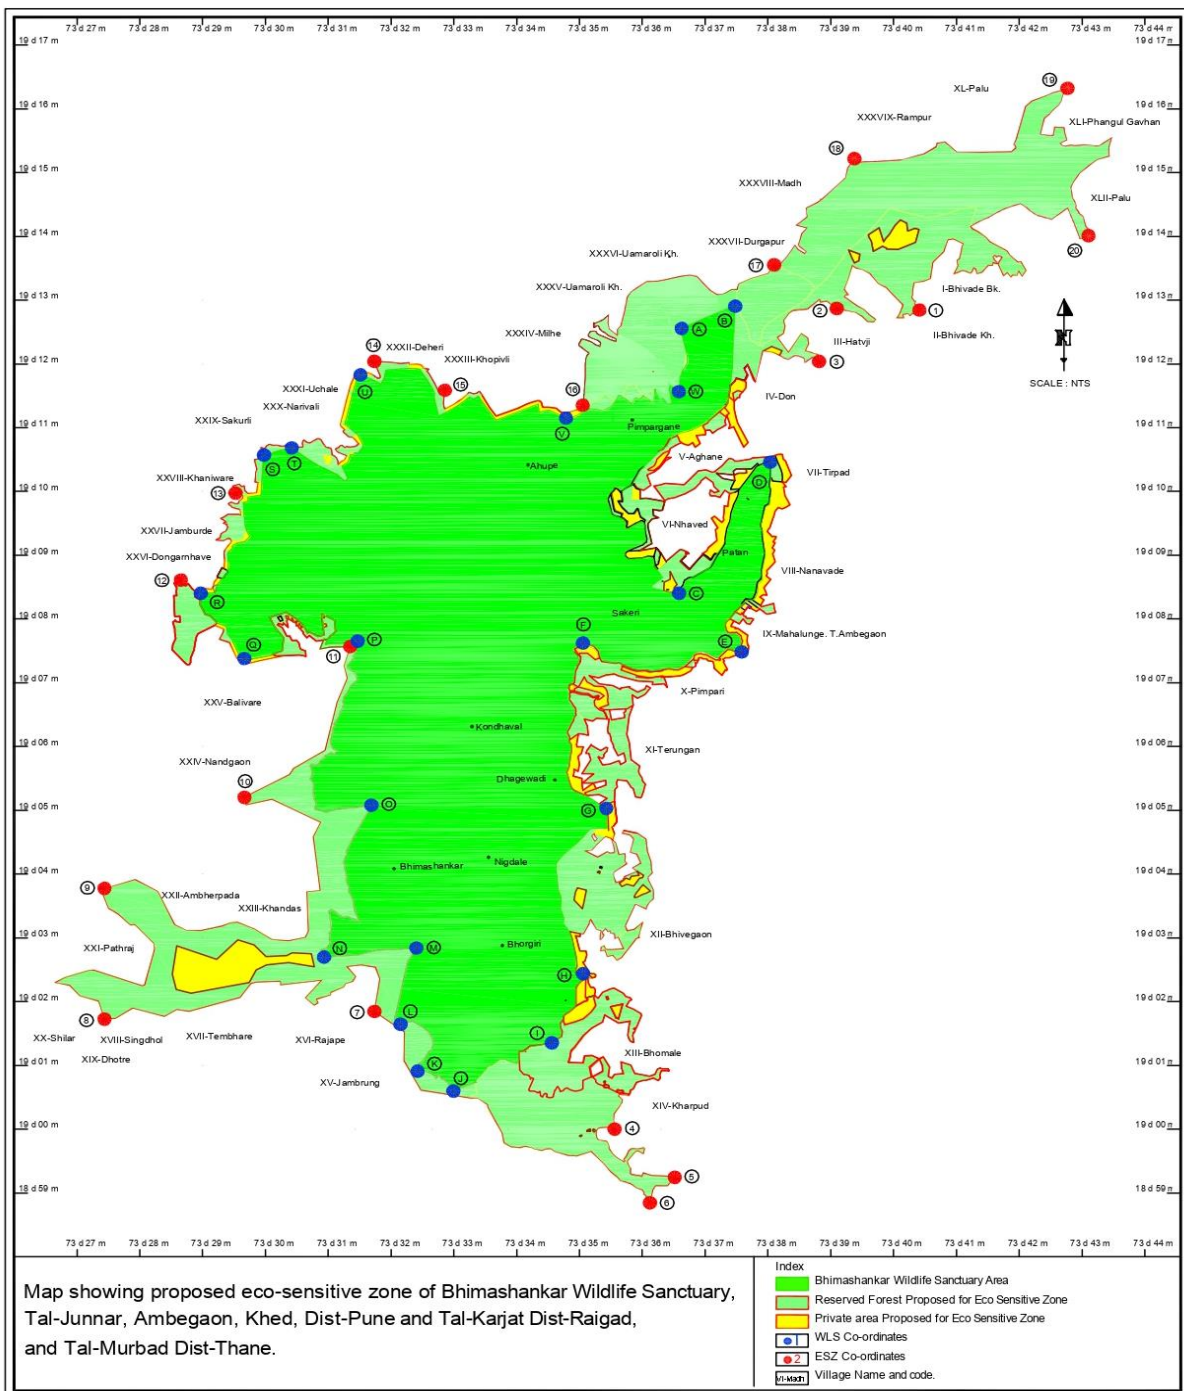 73 d 27 m 73 d 28 m 73 d 29 m 73 d 30 m 73 d 31 m 73 d 32 m 73 d 33 m 73 d 34 m 73 d 35 m 73 d 36 m 73 d 37 m 73 d 38 m 73 d 40 m 73 d 41 m 73 d 42 m 73 d 43 m 73 d 44 m
19 d 17 m 19 d 17
19
19 d 16 m XL-Palu 19 d 16
XXXVIX-Rampur XLI-Phangul Gavhan
18
19 d 15 m XXXVIII-Madh 19 d 15
XLII-Palu
19 d 14 m XXXVII-Durgapur 19 d 14
XXXVI-Uamaroli Kh. 17 20
XXXV-Uamaroli Kh. I-Bhivade Bk.
19 d 13 m 19 d 13
2 1
XXXIV-Milhe A B III-Hatvji II-Bhivade Kh. N
14 XXXII-Deheri 3
19 d 12 m XXXIII-Khopivli 19 d 12
SCALE : NTS
XXXI-Uchale U 15 16 W IV-Don
XXX-Narivali
XXIX-Sakurli
19 d 11 m V Pimpargane 19 d 11
S T Ahupe V-Aghane VII-Tirpad
XXVIII-Khaniware D
19 d 10 m 13 19 d 10
XXVII-Jamburde VI-Nhaved
XXVI-Dongarnhave Patan
19 d 09 m 19 d 09
12 VIII-Nanavade
R C
19 d 08 m Sakeri 19 d 08
F IX-Mahalunge. T.Ambegaon
Q P E
11
19 d 07 m 19 d 07
XXV-Balivare X-Pimpari
Kondhaval
19 d 06 m XI-Terungan 19 d 06
XXIV-Nandgaon
10 Dhagewadi
19 d 05 m O G 19 d 05
Nigdale
19 d 04 m Bhimashankar 19 d 04
9 XXII-Ambherpada
XXIII-Khandas
19 d 03 m XII-Bhivegaon 19 d 03
XXI-Pathraj N M Bhorgiri
H
19 d 02 m 7 L 19 d 02
8
XX-Shilar XVIII-Singdhol XVII-Tembhare XVI-Rajape I
XIX-Dhotre XIII-Bhomale
19 d 01 m K 19 d 01
XV-Jambrung J
XIV-Kharpud
19 d 00 m 4 19 d 00
5
18 d 59 m 6 18 d 59
73 d 27 m 73 d 28 m 73 d 29 m 73 d 30 m 73 d 31 m 73 d 32 m 73 d 33 m 73 d 34 m 73 d 35 m 73 d 36 m 73 d 37 m 73 d 38 m 73 d 40 m 73 d 41 m 73 d 42 m 73 d 43 m 73 d 44 m
Map showing proposed eco-sensitive zone of Bhimashankar Wildlife Sanctuary,
Tal-Junnar, Ambegaon, Khed, Dist-Pune and Tal-Karjat Dist-Raigad,
and Tal-Murbad Dist-Thane.
Index
Bhimashankar Wildlife Sanctuary Area
Reserved Forest Proposed for Eco Sensitive Zone
Private area Proposed for Eco Sensitive Zone
1 WLS Co-ordinates
2 ESZ Co-ordinates
VI-Madh Village Name and code.